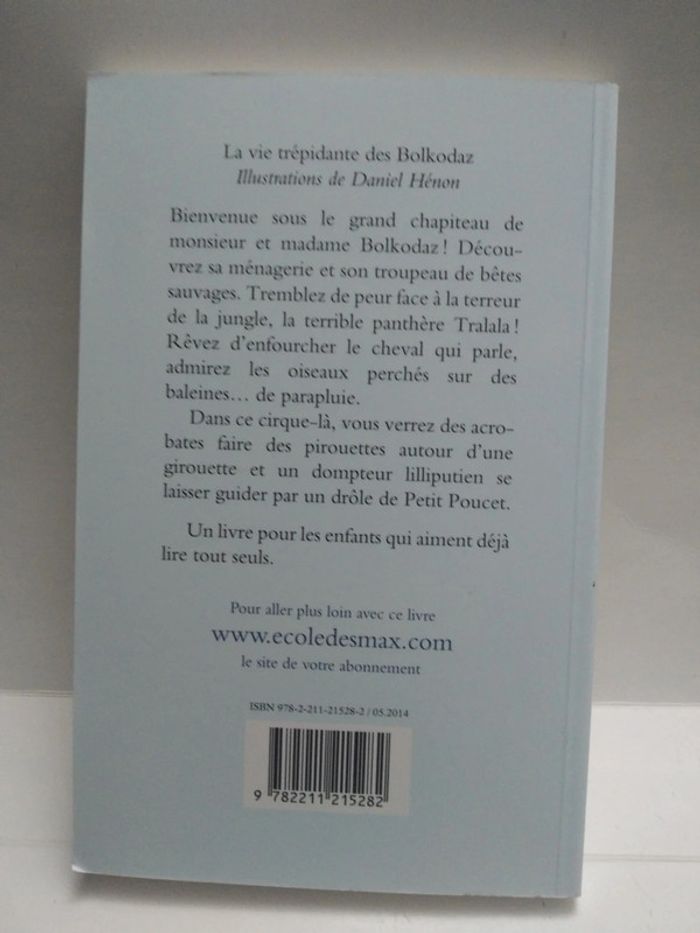 La vie trépidante des Bolkodaz
Illustrations de Daniel Hénon
Bienvenue sous le grand chapiteau de
monsieur et madame Bolkodaz ! Décou-
vrez sa ménagerie et son troupeau de bêtes
sauvages. Tremblez de peur face à la terreur
de la jungle, la terrible panthère Tralala !
Rêvez d'enfourcher le cheval qui parle,
admirez les oiseaux perchés sur des
baleines... de parapluie.
Dans ce cirque-là, vous verrez des acro-
bates faire des pirouettes autour d'une
girouette et un dompteur lilliputien se
laisser guider par un drôle de Petit Poucet.
Un livre pour les enfants qui aiment déjà
lire tout seuls.
Pour aller plus loin avec ce livre
www.ecoledesmax.com
le site de votre abonnement
ISBN 978-2-211-21528-2 / 05.2014
9 782211 215282